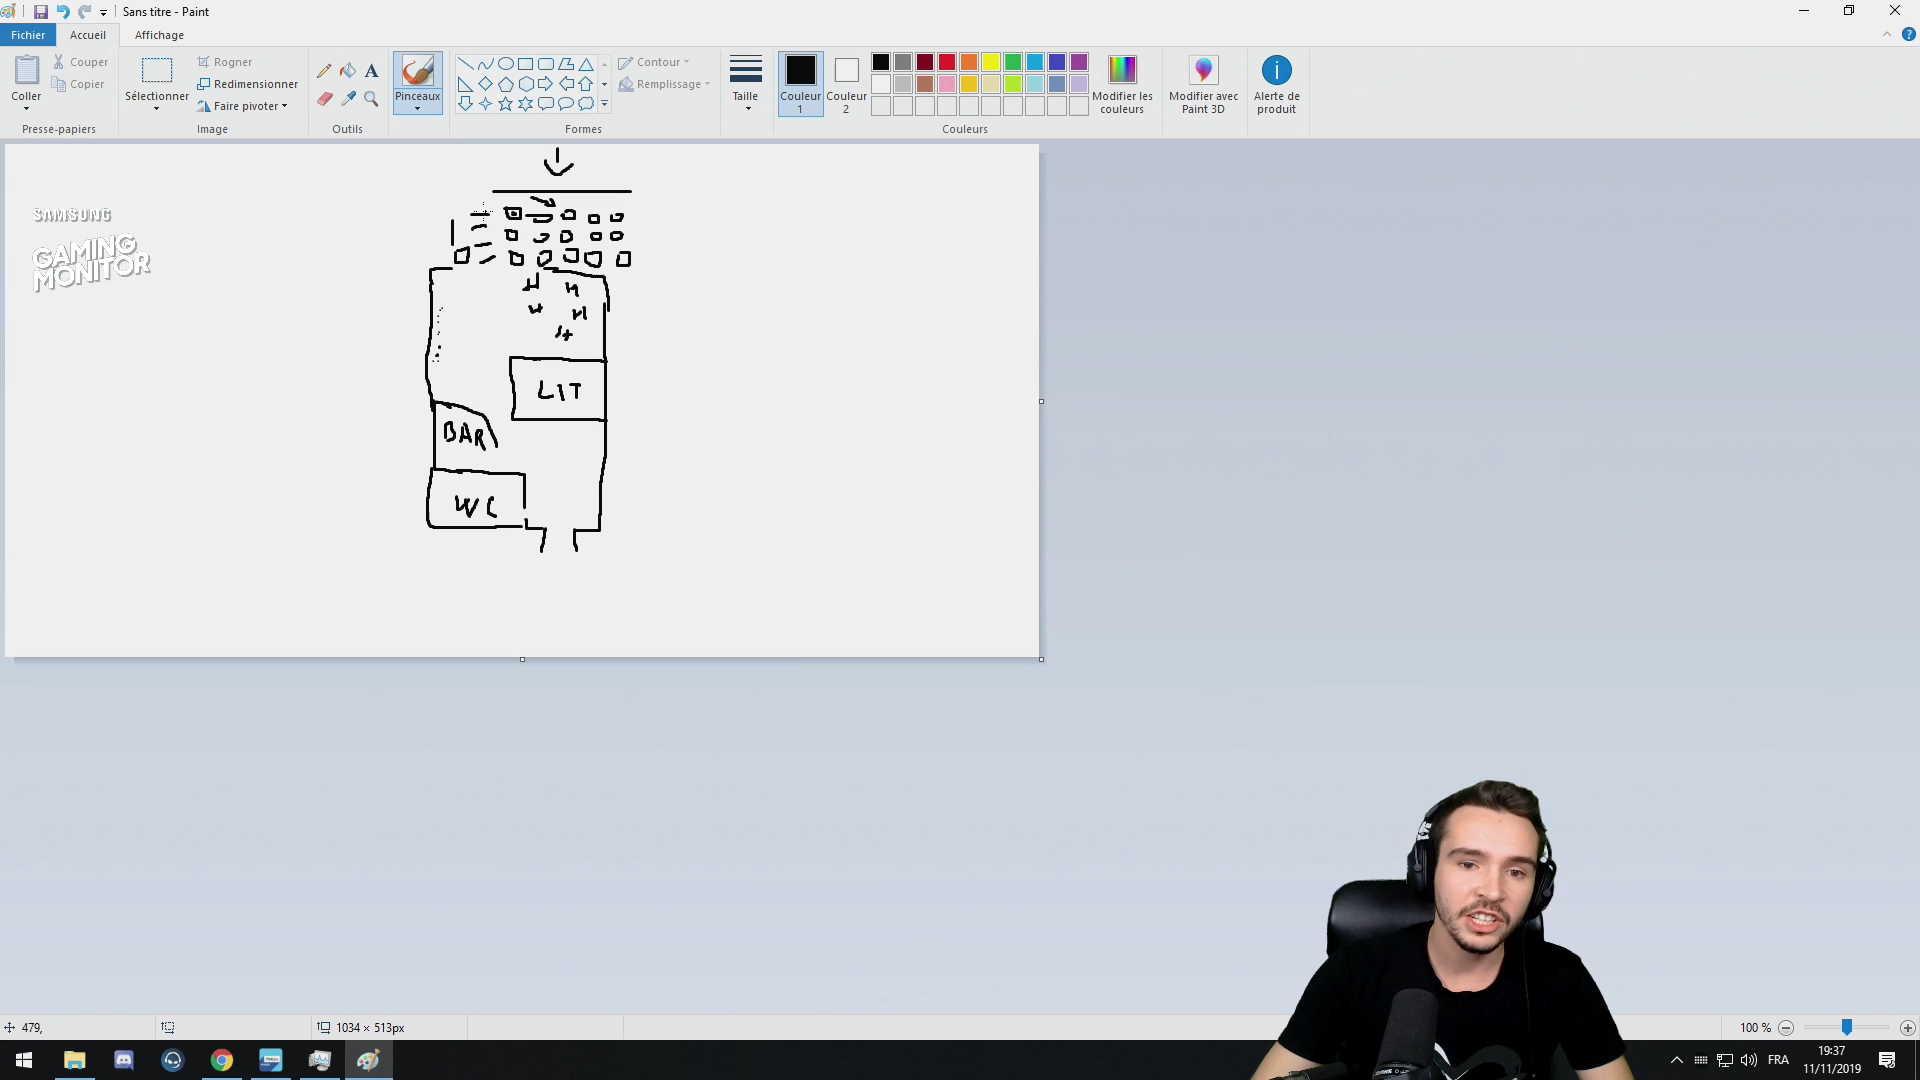 Sans titre - Paint
Fichier Accueil Affichage
Coller
Couper
Copier
Presse-papiers
Sélectionner
Rogner
Redimensionner
Faire pivoter
Image
Outils
Pinceaux
Contour
Remplissage
Formes
Taille
Couleur 1
Couleur 2
Couleurs
Modifier les couleurs
Modifier avec Paint 3D
Alerte de produit
SAMSUNG
GAMING
MONITOR
LIT
BAR
WC
479,
1034 × 513px
100 %
FRA
19:37
11/11/2019